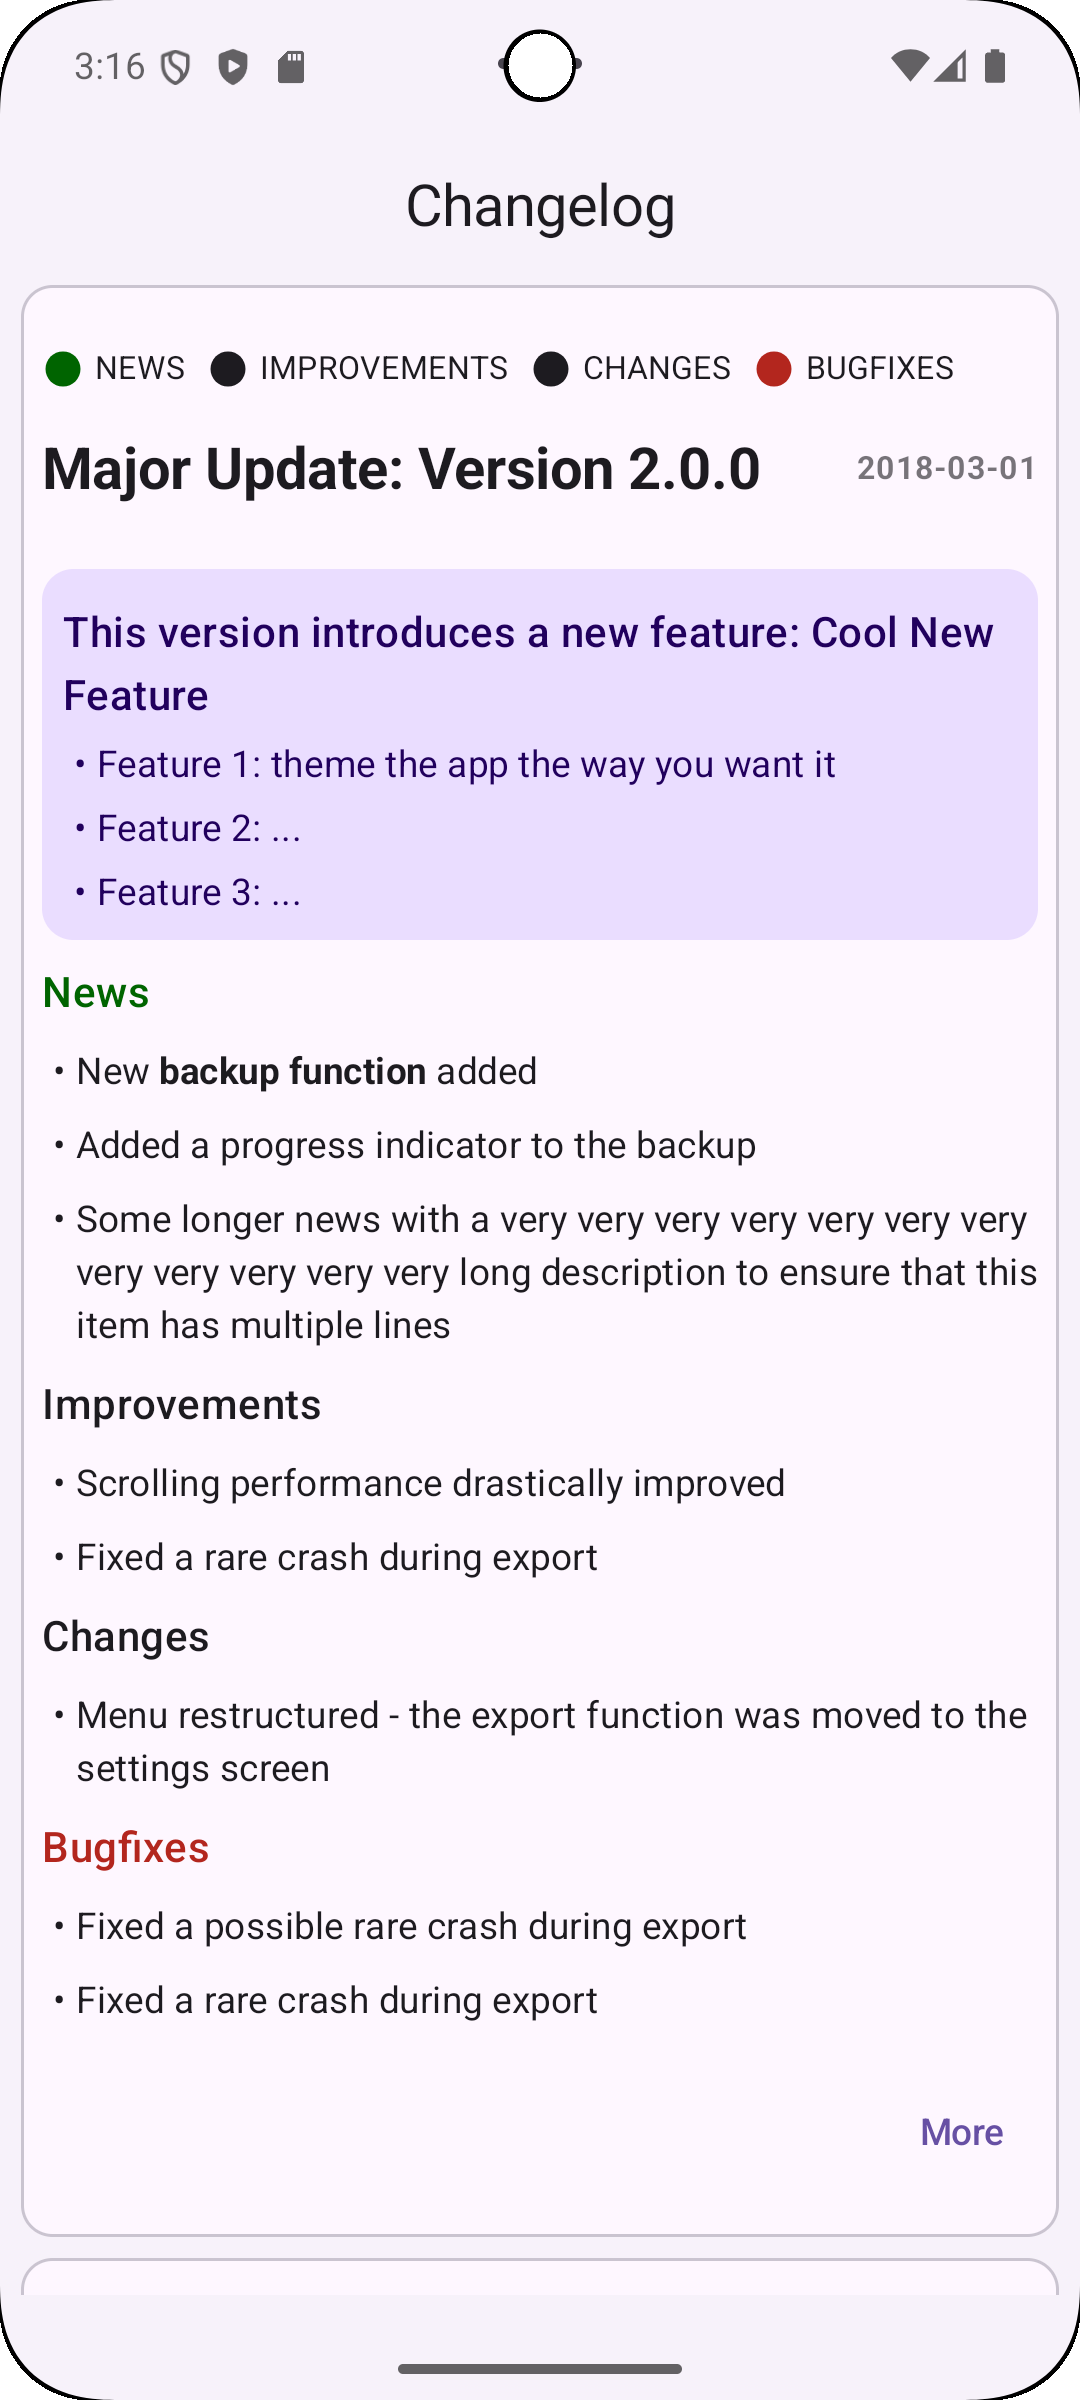 3:16
Changelog
NEWS IMPROVEMENTS CHANGES BUGFIXES
Major Update: Version 2.0.0 2018-03-01
This version introduces a new feature: Cool New
Feature
• Feature 1: theme the app the way you want it
• Feature 2: ...
• Feature 3: ...
News
• New backup function added
• Added a progress indicator to the backup
• Some longer news with a very very very very very very very
very very very very very long description to ensure that this
item has multiple lines
Improvements
• Scrolling performance drastically improved
• Fixed a rare crash during export
Changes
• Menu restructured - the export function was moved to the
settings screen
Bugfixes
• Fixed a possible rare crash during export
• Fixed a rare crash during export
More